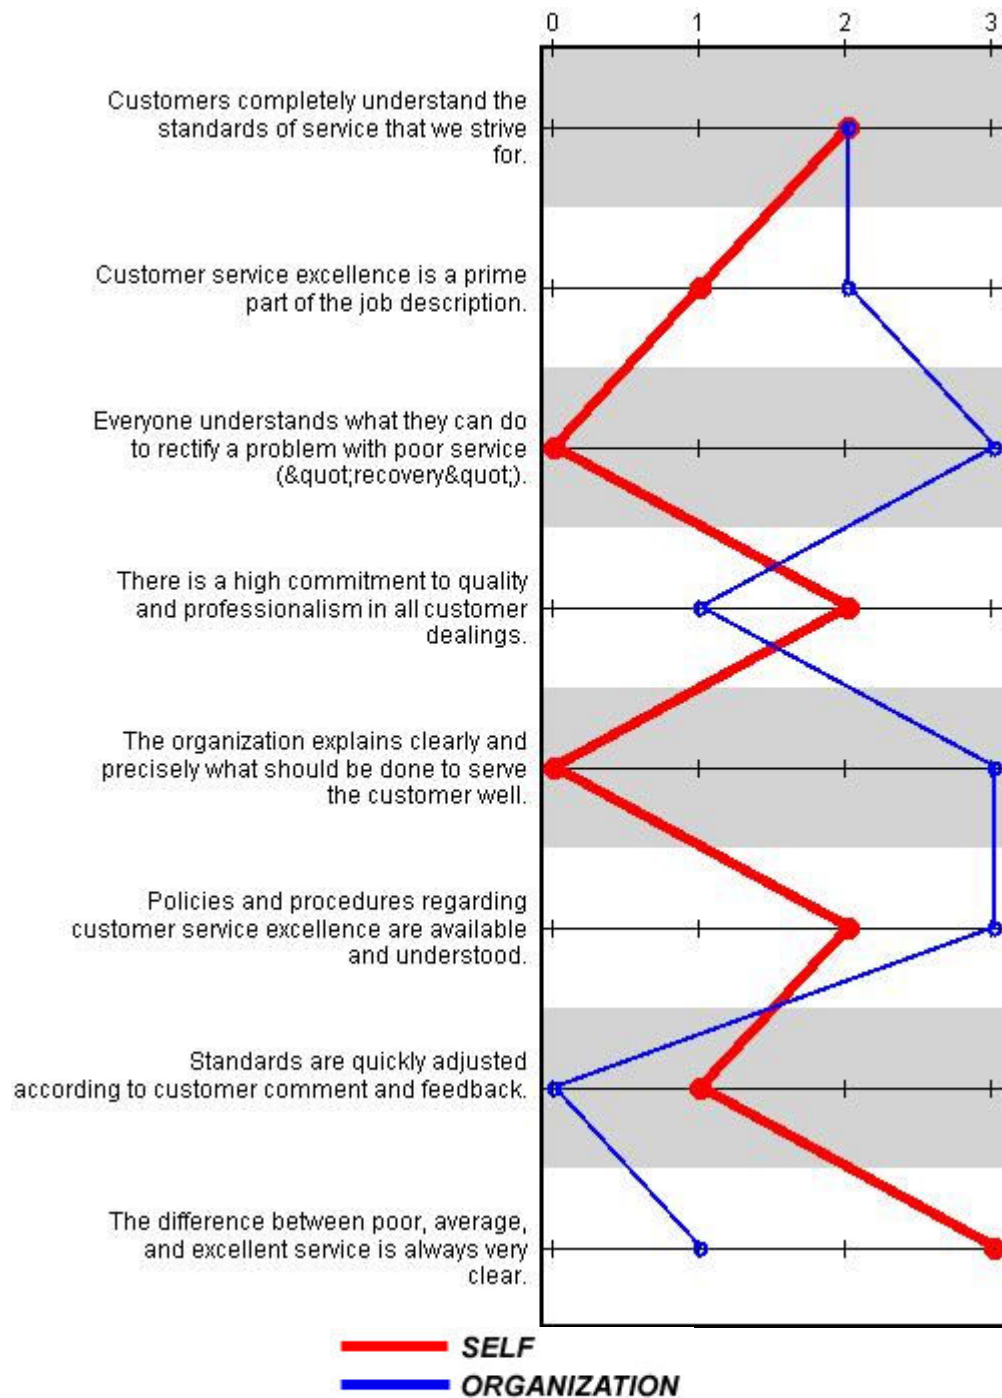 0 1 2 3
Customers completely understand the
standards of service that we strive
for.
Customer service excellence is a prime
part of the job description.
Everyone understands what they can do
to rectify a problem with poor service
(&quot;recovery&quot;).
There is a high commitment to quality
and professionalism in all customer
dealings.
The organization explains clearly and
precisely what should be done to serve
the customer well.
Policies and procedures regarding
customer service excellence are available
and understood.
Standards are quickly adjusted
according to customer comment and feedback.
The difference between poor, average,
and excellent service is always very
clear.
SELF
ORGANIZATION